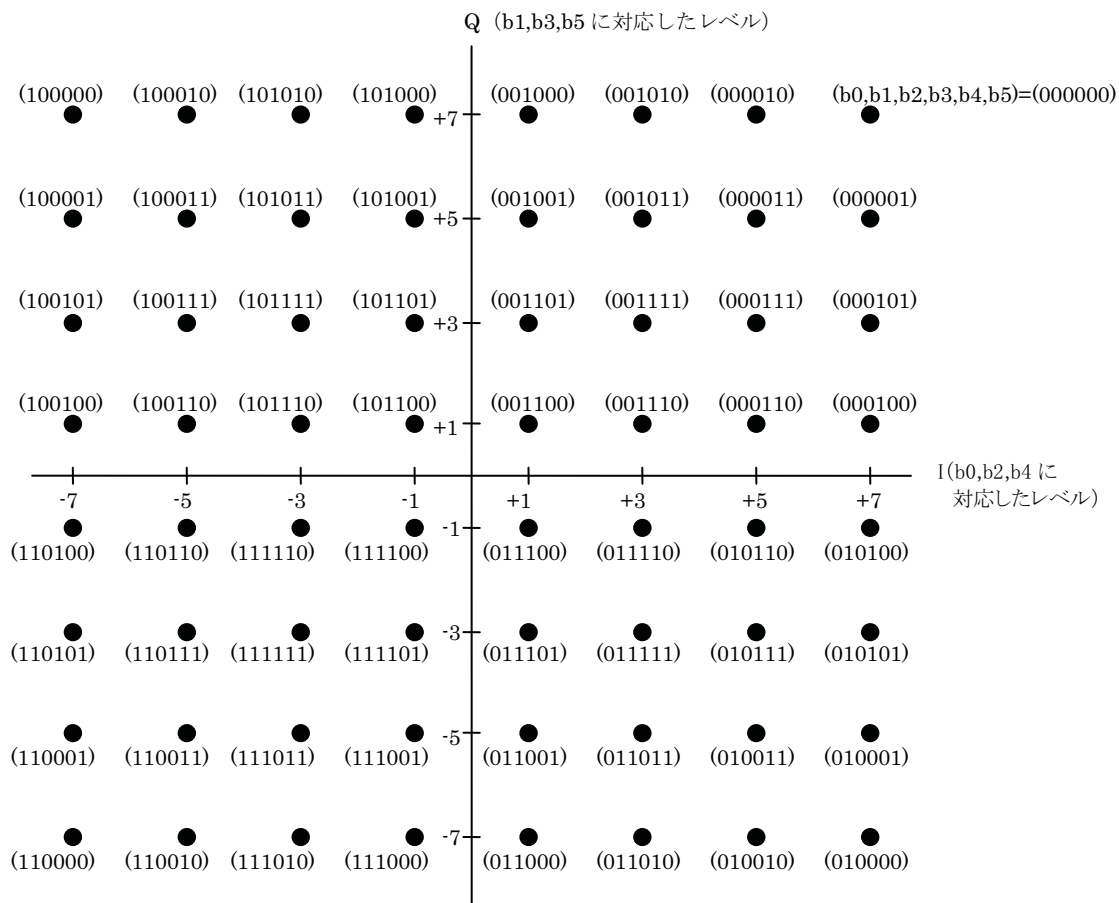 Q (b1,b3,b5 に対応したレベル)
(100000) (100010) (101010) (101000) (001000) (001010) (000010) (b0,b1,b2,b3,b4,b5)=(000000)
+7
(100001) (100011) (101011) (101001) (001001) (001011) (000011) (000001)
+5
(100101) (100111) (101111) (101101) (001101) (001111) (000111) (000101)
+3
(100100) (100110) (101110) (101100) (001100) (001110) (000110) (000100)
+1
I(b0,b2,b4 に
対応したレベル)
-7 -5 -3 -1 +1 +3 +5 +7
-1
(110100) (110110) (111110) (111100) (011100) (011110) (010110) (010100)
-3
(110101) (110111) (111111) (111101) (011101) (011111) (010111) (010101)
-5
(110001) (110011) (111011) (111001) (011001) (011011) (010011) (010001)
-7
(110000) (110010) (111010) (111000) (011000) (011010) (010010) (010000)